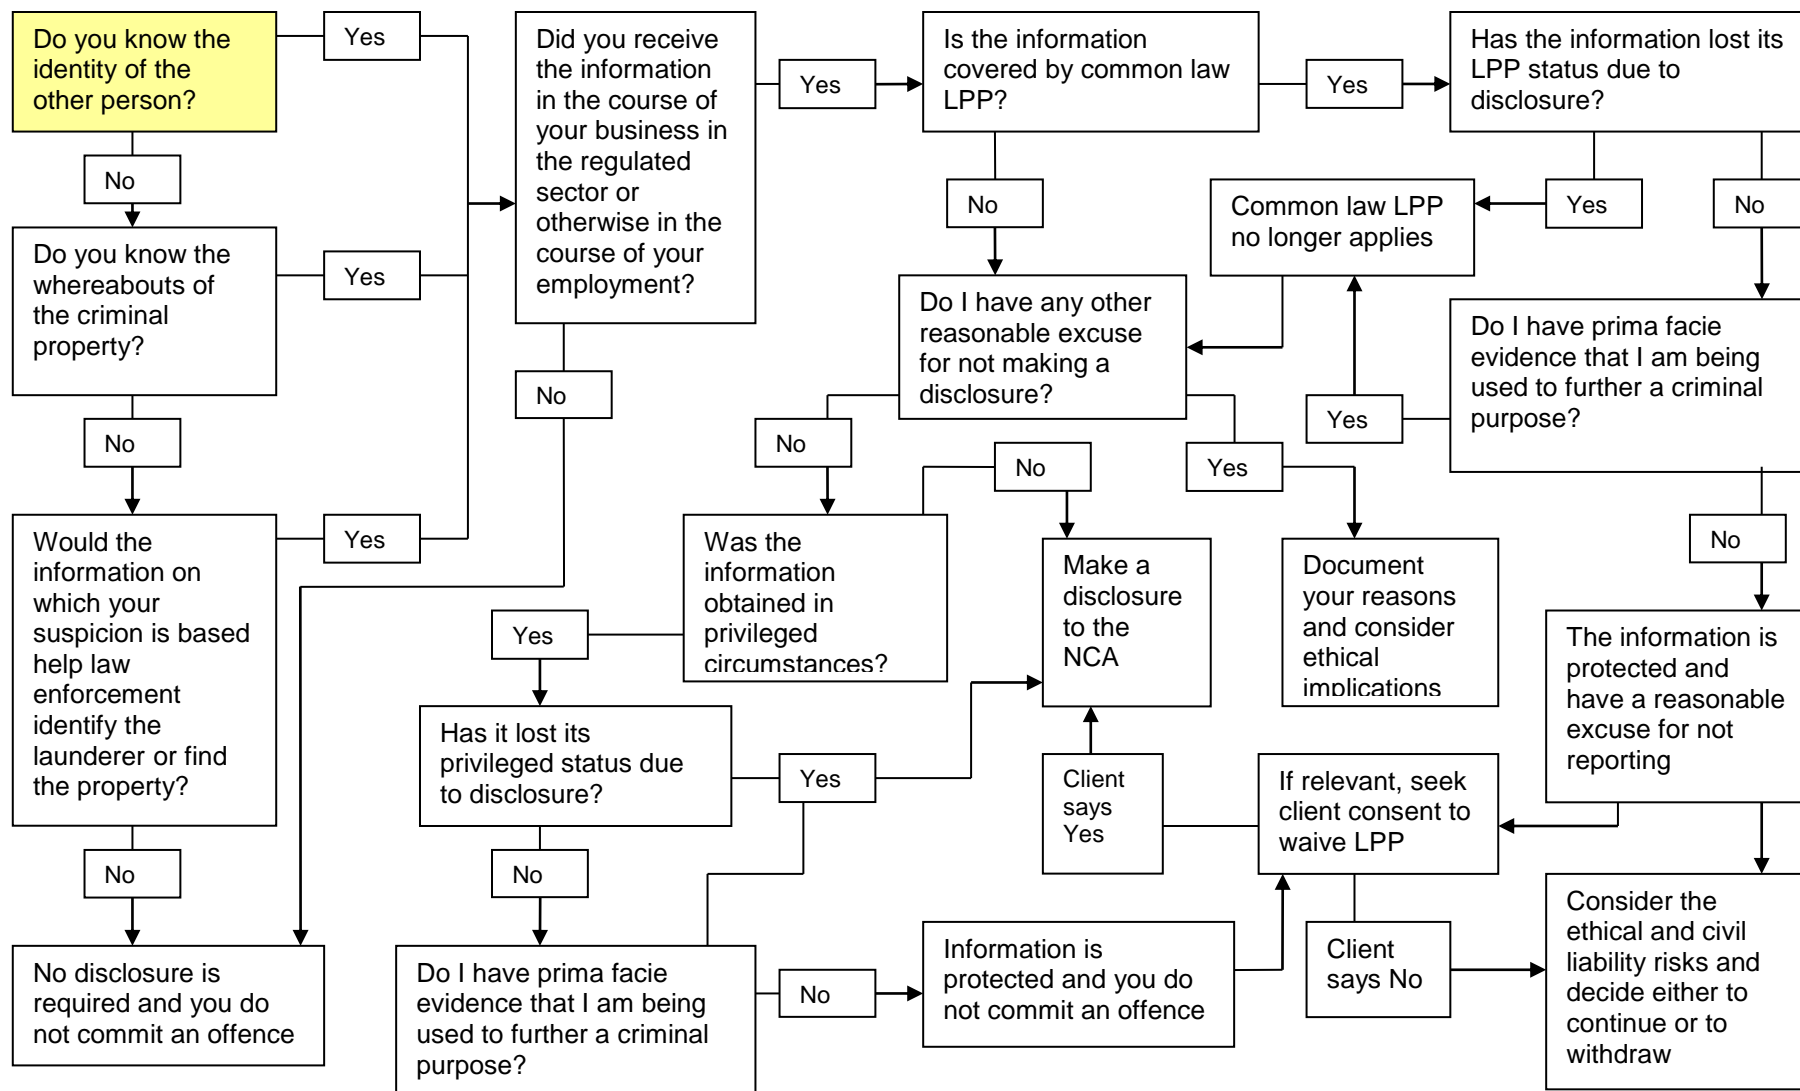 Do you know the
identity of the
other person?
Yes
Did you receive
the information
in the course of
your business in
the regulated
sector or
otherwise in the
course of your
employment?
Yes
Is the information
covered by common law
LPP?
Yes
Has the information lost its
LPP status due to
disclosure?
No
No
Common law LPP
no longer applies
Yes
No
Do you know the
whereabouts of
the criminal
property?
Yes
Do I have any other
reasonable excuse
for not making a
disclosure?
Do I have prima facie
evidence that I am being
used to further a criminal
purpose?
No
Yes
No
No
No
Yes
Would the
information on
which your
suspicion is based
help law
enforcement
identify the
launderer or find
the property?
Yes
Was the
information
obtained in
privileged
circumstances?
Make a
disclosure
to the
NCA
Document
your reasons
and consider
ethical
implications
No
Yes
The information is
protected and
have a reasonable
excuse for not
reporting
Has it lost its
privileged status due
to disclosure?
Yes
Client
says
Yes
If relevant, seek
client consent to
waive LPP
No
No
Consider the
ethical and civil
liability risks and
decide either to
continue or to
withdraw
No disclosure is
required and you do
not commit an offence
Do I have prima facie
evidence that I am being
used to further a criminal
purpose?
No
Information is
protected and you do
not commit an offence
Client
says No